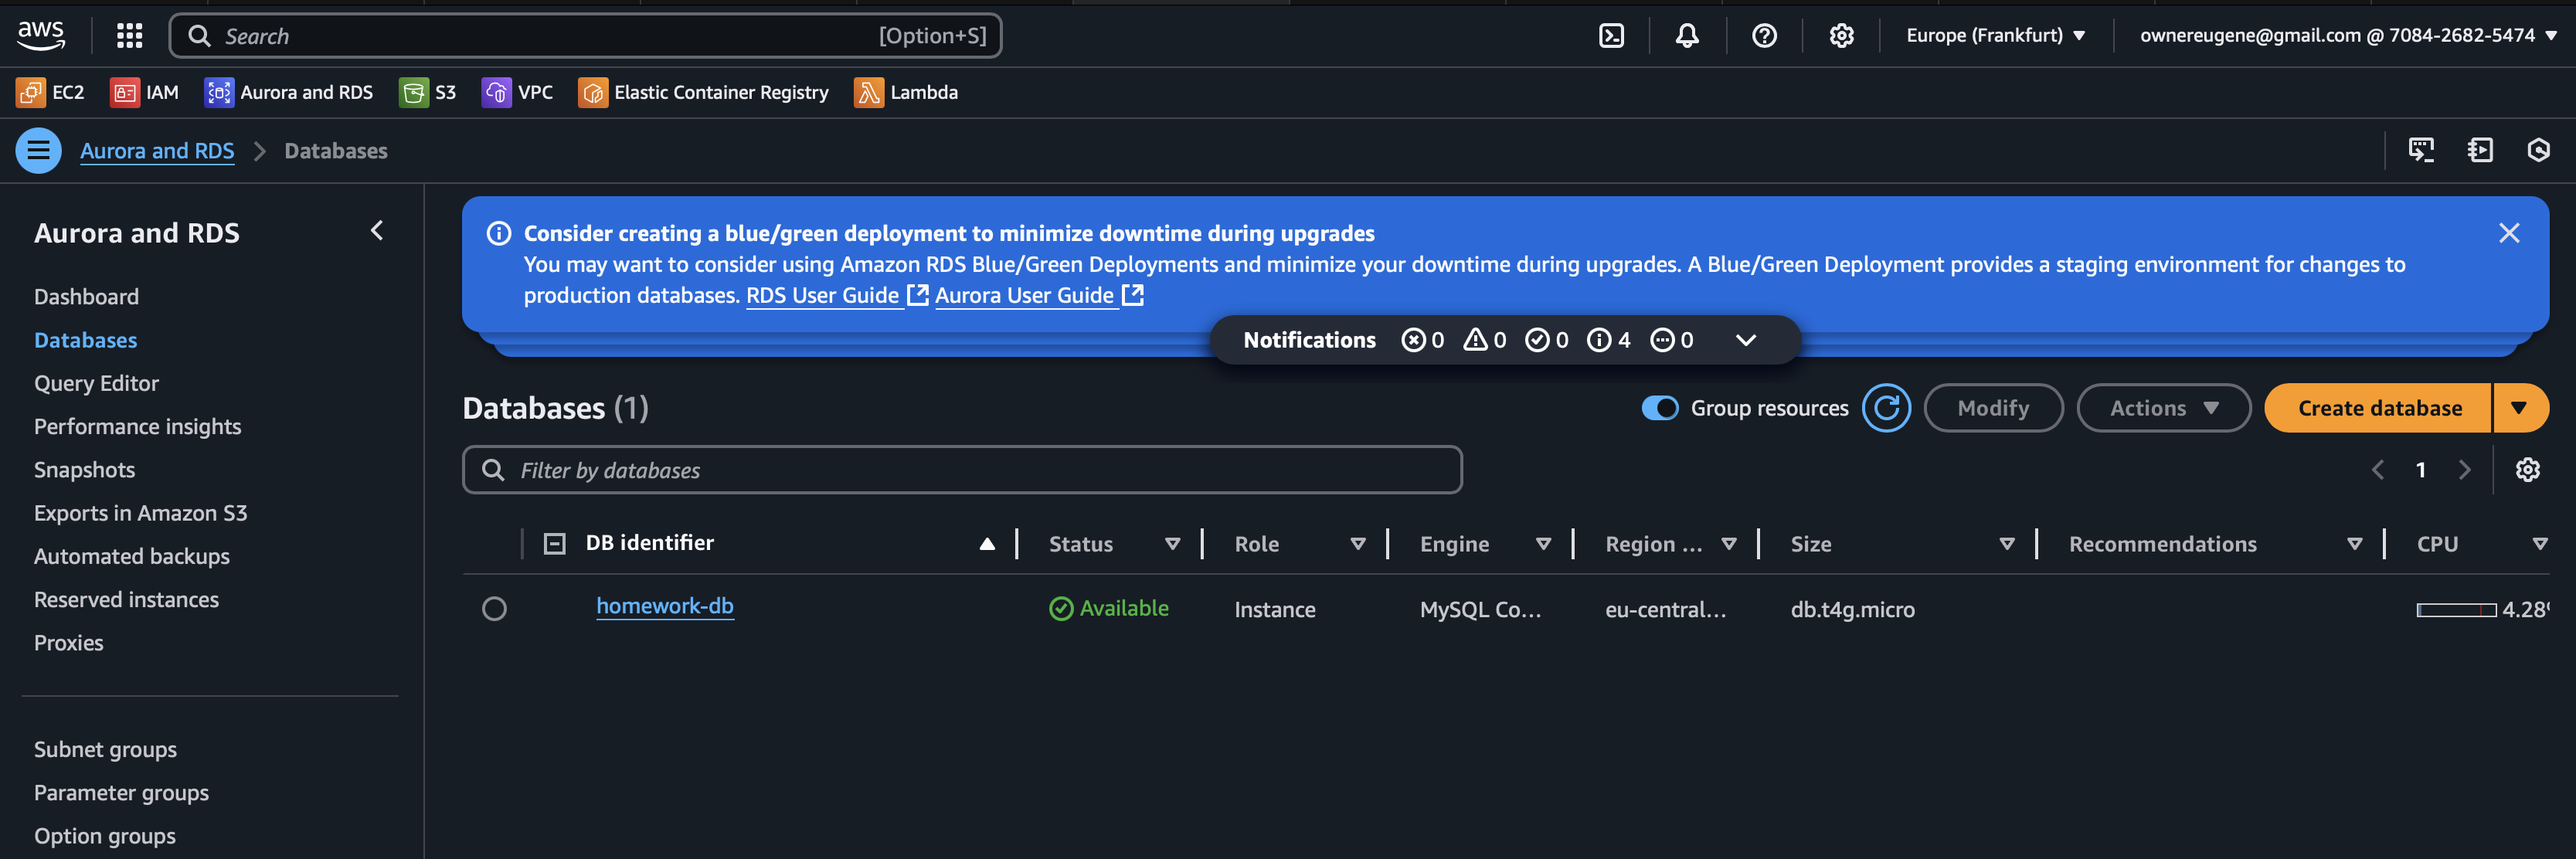 aws
Search [Option+S]
Europe (Frankfurt)
ownereugene@gmail.com @ 7084-2682-5474
EC2 IAM Aurora and RDS S3 VPC Elastic Container Registry Lambda
Aurora and RDS Databases
Aurora and RDS
Dashboard
Databases
Query Editor
Performance insights
Snapshots
Exports in Amazon S3
Automated backups
Reserved instances
Proxies
Subnet groups
Parameter groups
Option groups
Consider creating a blue/green deployment to minimize downtime during upgrades
You may want to consider using Amazon RDS Blue/Green Deployments and minimize your downtime during upgrades. A Blue/Green Deployment provides a staging environment for changes to
production databases. RDS User Guide Aurora User Guide
Notifications 0 0 0 4 0
Databases (1)
Group resources Modify Actions Create database
Filter by databases
1
DB identifier Status Role Engine Region ... Size Recommendations CPU
homework-db Available Instance MySQL Co... eu-central... db.t4g.micro 4.28